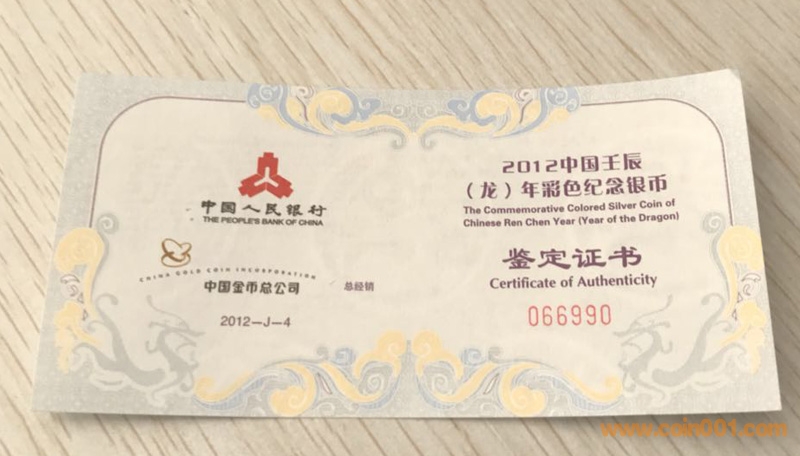 中国人民银行
THE PEOPLE'S BANK OF CHINA
CHINA GOLD COIN INCORPORATION
中国金币总公司 总经销
2012-J-4
2012中国壬辰
（龙）年彩色纪念银币
The Commemorative Colored Silver Coin of
Chinese Ren Chen Year (Year of the Dragon)
鉴定证书
Certificate of Authenticity
066990
www.coin001.com